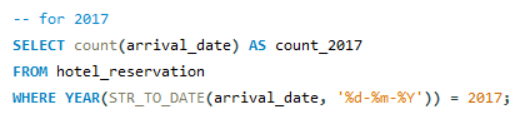 -- for 2017
SELECT count(arrival_date) AS count_2017
FROM hotel_reservation
WHERE YEAR(STR_TO_DATE(arrival_date, '%d-%m-%Y')) = 2017;